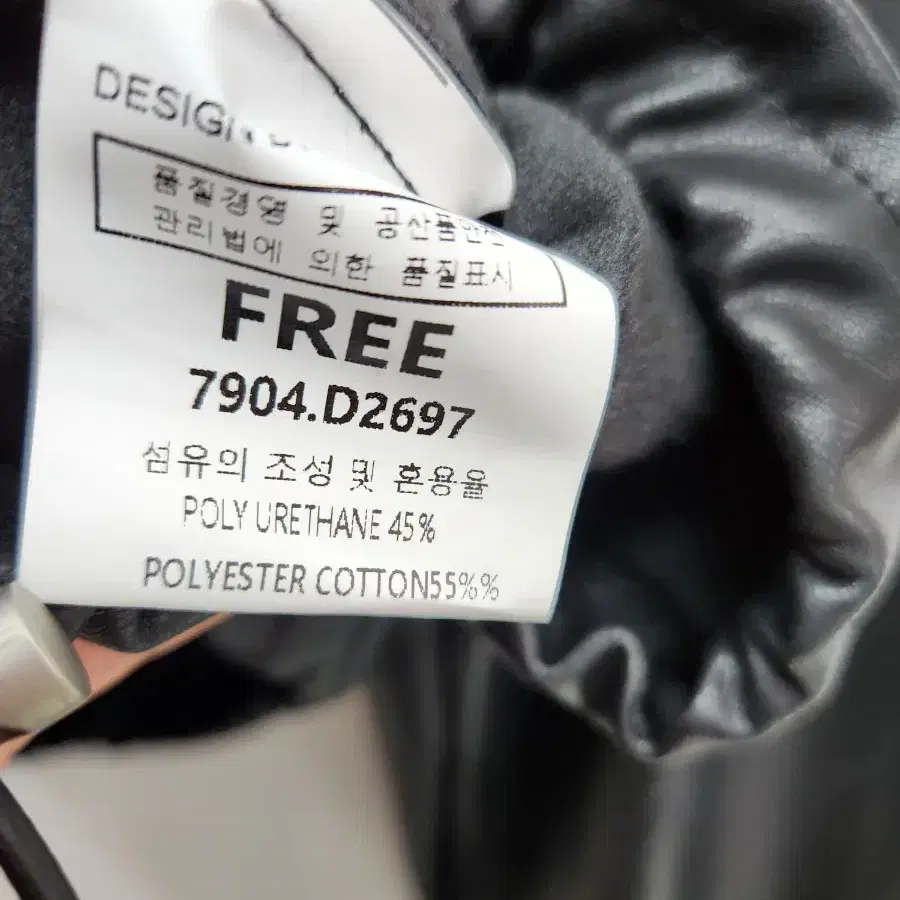 품질경영 및 공산품안전
관리법에 의한 품질표시
FREE
7904.D2697
섬유의 조성 및 혼용율
POLY URETHANE 45%
POLYESTER COTTON55%%